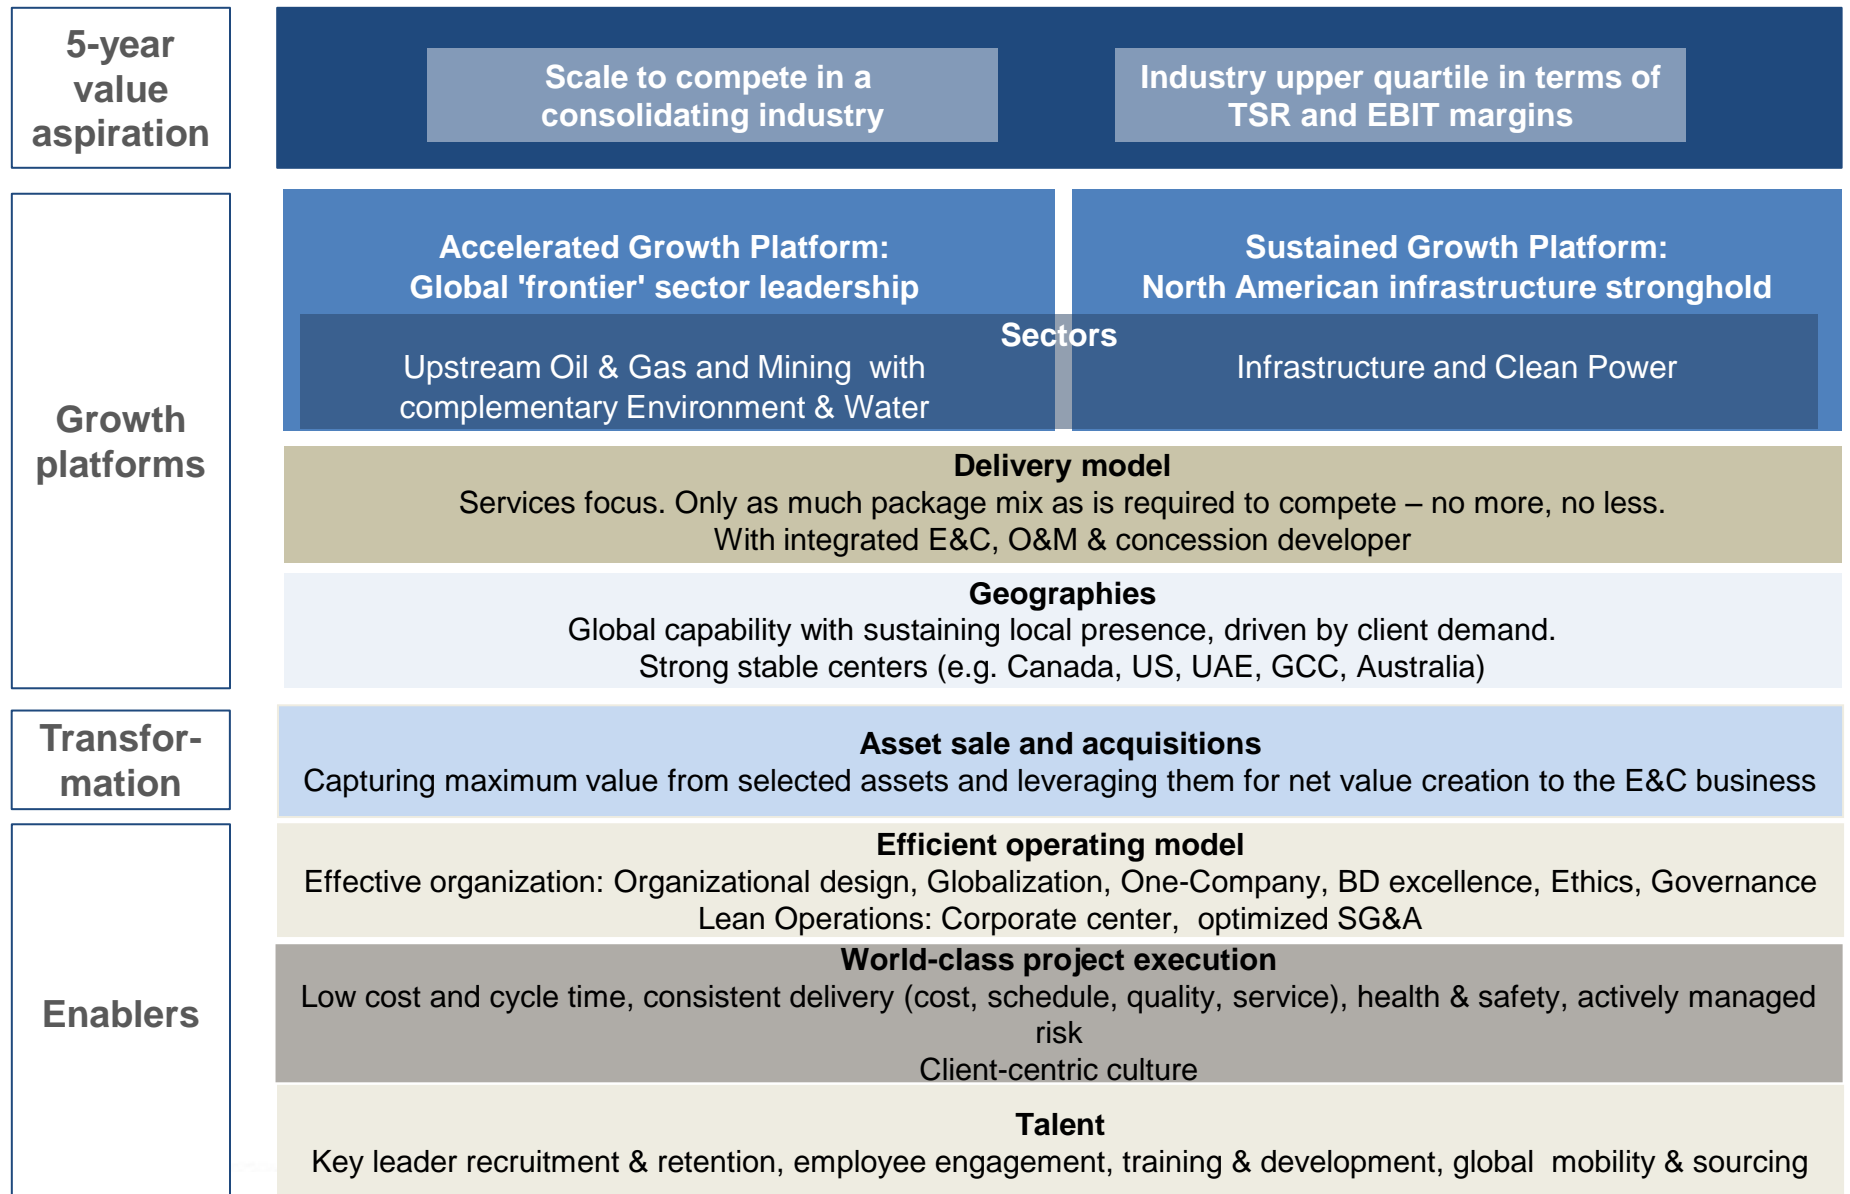 5-year
value
aspiration
Scale to compete in a
consolidating industry
Industry upper quartile in terms of
TSR and EBIT margins
Growth
platforms
Accelerated Growth Platform:
Global 'frontier' sector leadership
Sustained Growth Platform:
North American infrastructure stronghold
Sectors
Upstream Oil & Gas and Mining with
complementary Environment & Water
Infrastructure and Clean Power
Delivery model
Services focus. Only as much package mix as is required to compete – no more, no less.
With integrated E&C, O&M & concession developer
Geographies
Global capability with sustaining local presence, driven by client demand.
Strong stable centers (e.g. Canada, US, UAE, GCC, Australia)
Transfor-
mation
Asset sale and acquisitions
Capturing maximum value from selected assets and leveraging them for net value creation to the E&C business
Enablers
Efficient operating model
Effective organization: Organizational design, Globalization, One-Company, BD excellence, Ethics, Governance
Lean Operations: Corporate center, optimized SG&A
World-class project execution
Low cost and cycle time, consistent delivery (cost, schedule, quality, service), health & safety, actively managed
risk
Client-centric culture
Talent
Key leader recruitment & retention, employee engagement, training & development, global mobility & sourcing